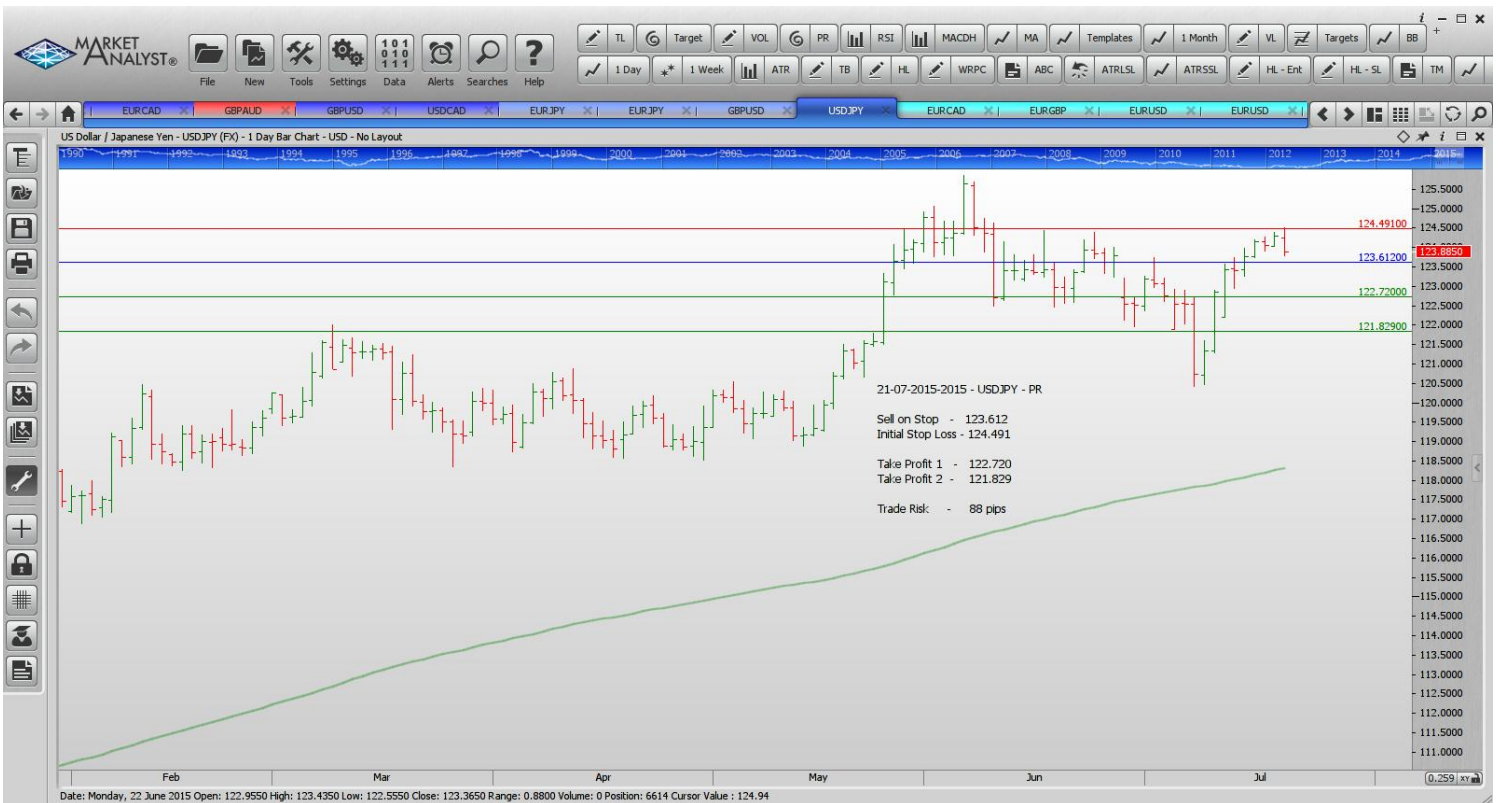 i
MARKET
ANALYST®
File New Tools Settings Data Alerts Searches Help
TL Target VOL PR RSI MACDH MA Templates 1 Month VL Targets BB +
1 Day 1 Week ATR TB HL WRPC ABC ATRLSL ATRSSL HL - Ent HL - SL TM
101
010
111
EURCAD GBPAUD GBPUSD USDCAD EURJPY EURJPY GBPUSD USDJPY EURCAD EURGBP EURUSD EURUSD
US Dollar / Japanese Yen - USDJPY (FX) - 1 Day Bar Chart - USD - No Layout
i
1990 1991 1992 1993 1994 1995 1996 1997 1998 1999 2000 2001 2002 2003 2004 2005 2006 2007 2008 2009 2010 2011 2012 2013 2014 2015
125.5000
125.0000
124.49100 124.5000
123.8850
123.61200
123.5000
123.0000
122.72000
122.5000
122.0000
121.82900
121.5000
121.0000
21-07-2015-2015 - USDJPY - PR
120.5000
120.0000
Sell on Stop - 123.612
119.5000
Initial Stop Loss - 124.491
119.0000
Take Profit 1 - 122.720
118.5000
Take Profit 2 - 121.829
118.0000
117.5000
Trade Risk - 88 pips
117.0000
116.5000
116.0000
115.5000
115.0000
114.5000
114.0000
113.5000
113.0000
112.5000
112.0000
111.5000
111.0000
Feb Mar Apr May Jun Jul
0.259 XY
Date: Monday, 22 June 2015 Open: 122.9550 High: 123.4350 Low: 122.5550 Close: 123.3650 Range: 0.8800 Volume: 0 Position: 6614 Cursor Value : 124.94